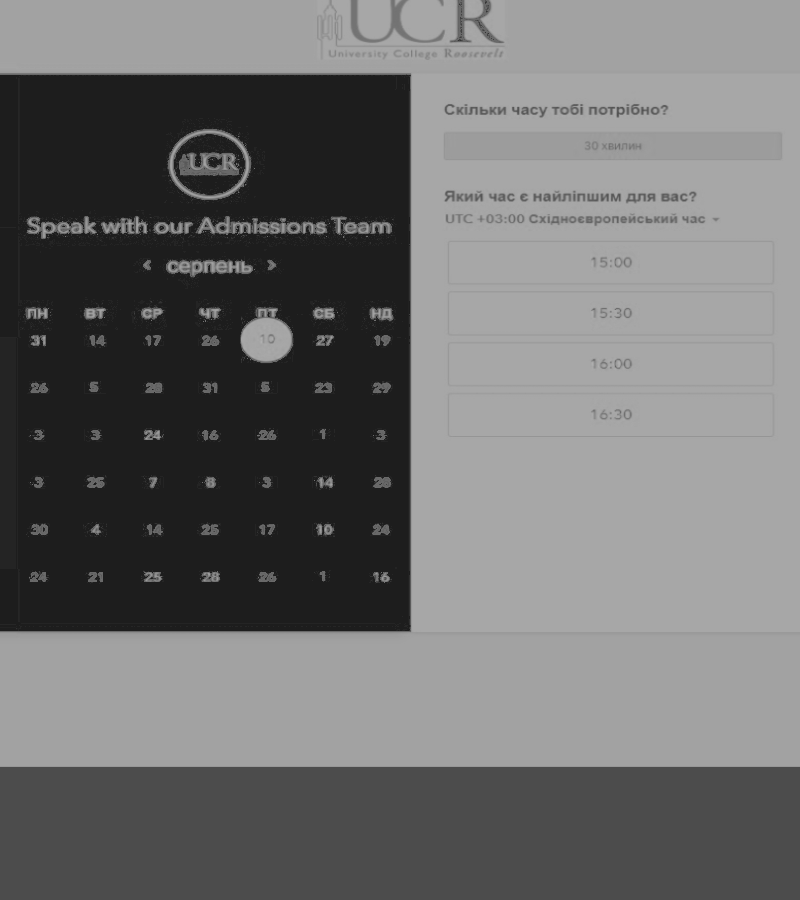 UCR
University College Roosevelt
UCR
Speak with our Admissions Team
‹ серпень ›
ПН ВТ СР ЧТ ПТ СБ НД
31 14 17 26 10 27 19
26 5 28 31 5 23 29
3 3 24 16 26 1 3
3 25 7 8 3 14 28
30 4 14 25 17 10 24
24 21 25 28 26 1 16
Скільки часу тобі потрібно?
30 хвилин
Який час є найліпшим для вас?
UTC +03:00 Східноєвропейський час
15:00
15:30
16:00
16:30